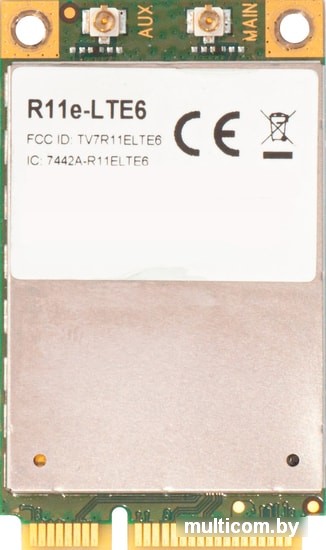 AUX
MAIN
R11e-LTE6
FCC ID: TV7R11ELTE6
IC: 7442A-R11ELTE6
CE
multicom.by